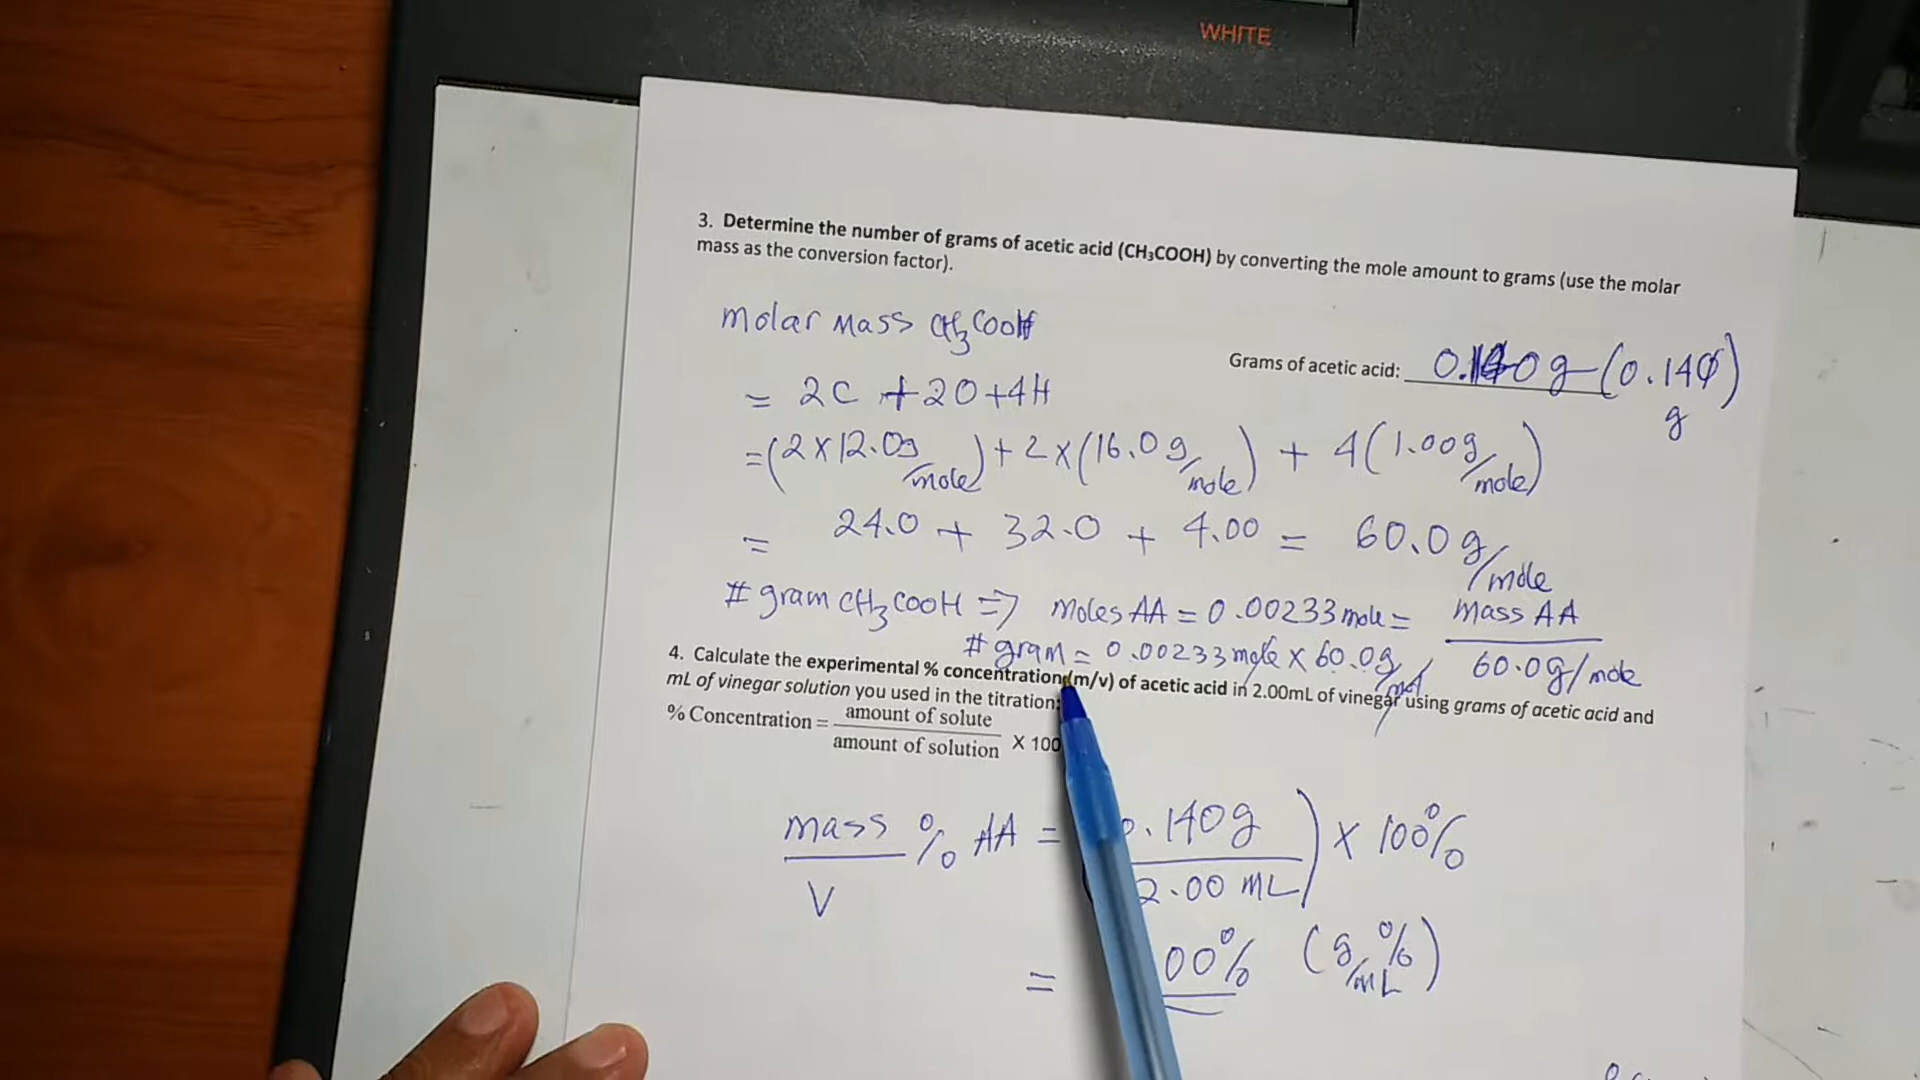 WHITE
3. Determine the number of grams of acetic acid (CH₃COOH) by converting the mole amount to grams (use the molar
mass as the conversion factor).
Molar Mass CH₃COOH
Grams of acetic acid: 0.140 g (0.140)
g
= 2C + 2O + 4H
= (2 X 12.0g/mole) + 2 x (16.0g/mole) + 4(1.00g/mole)
= 24.0 + 32.0 + 4.00 = 60.0g/mole
# gram CH₃COOH => Moles AA = 0.00233 mole = Mass AA / 60.0g/mole
# gram = 0.00233 mole x 60.0g/mol
4. Calculate the experimental % concentration (m/v) of acetic acid in 2.00mL of vinegar using grams of acetic acid and
mL of vinegar solution you used in the titration:
% Concentration = amount of solute / amount of solution X 100
mass / V % AA = .140g / 2.00 ML) X 100%
= 00% (g/mL %)